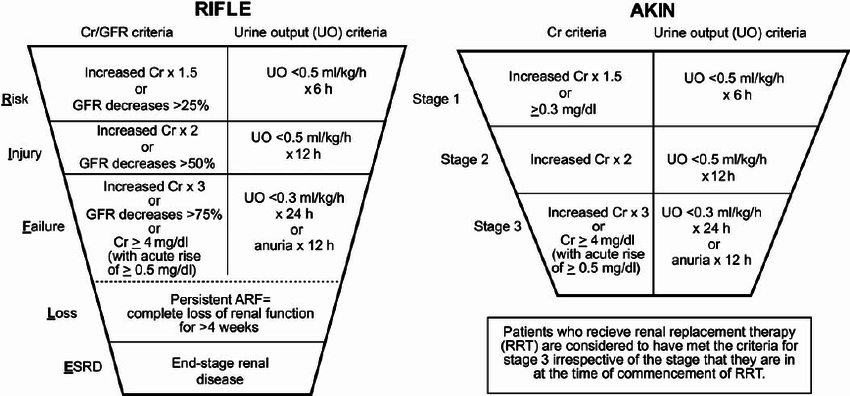 RIFLE
Cr/GFR criteria
Urine output (UO) criteria
Risk
Increased Cr x 1.5
or
GFR decreases >25%
UO <0.5 ml/kg/h
x 6 h
Injury
Increased Cr x 2
or
GFR decreases >50%
UO <0.5 ml/kg/h
x 12 h
Failure
Increased Cr x 3
or
GFR decreases >75%
or
Cr ≥ 4 mg/dl
(with acute rise
of ≥ 0.5 mg/dl)
UO <0.3 ml/kg/h
x 24 h
or
anuria x 12 h
Loss
Persistent ARF=
complete loss of renal function
for >4 weeks
ESRD
End-stage renal
disease
AKIN
Cr criteria
Urine output (UO) criteria
Stage 1
Increased Cr x 1.5
or
≥0.3 mg/dl
UO <0.5 ml/kg/h
x 6 h
Stage 2
Increased Cr x 2
UO <0.5 ml/kg/h
x12 h
Stage 3
Increased Cr x 3
or
Cr ≥ 4 mg/dl
(with acute rise
of ≥ 0.5 mg/dl)
UO <0.3 ml/kg/h
x 24 h
or
anuria x 12 h
Patients who recieve renal replacement therapy
(RRT) are considered to have met the criteria for
stage 3 irrespective of the stage that they are in
at the time of commencement of RRT.